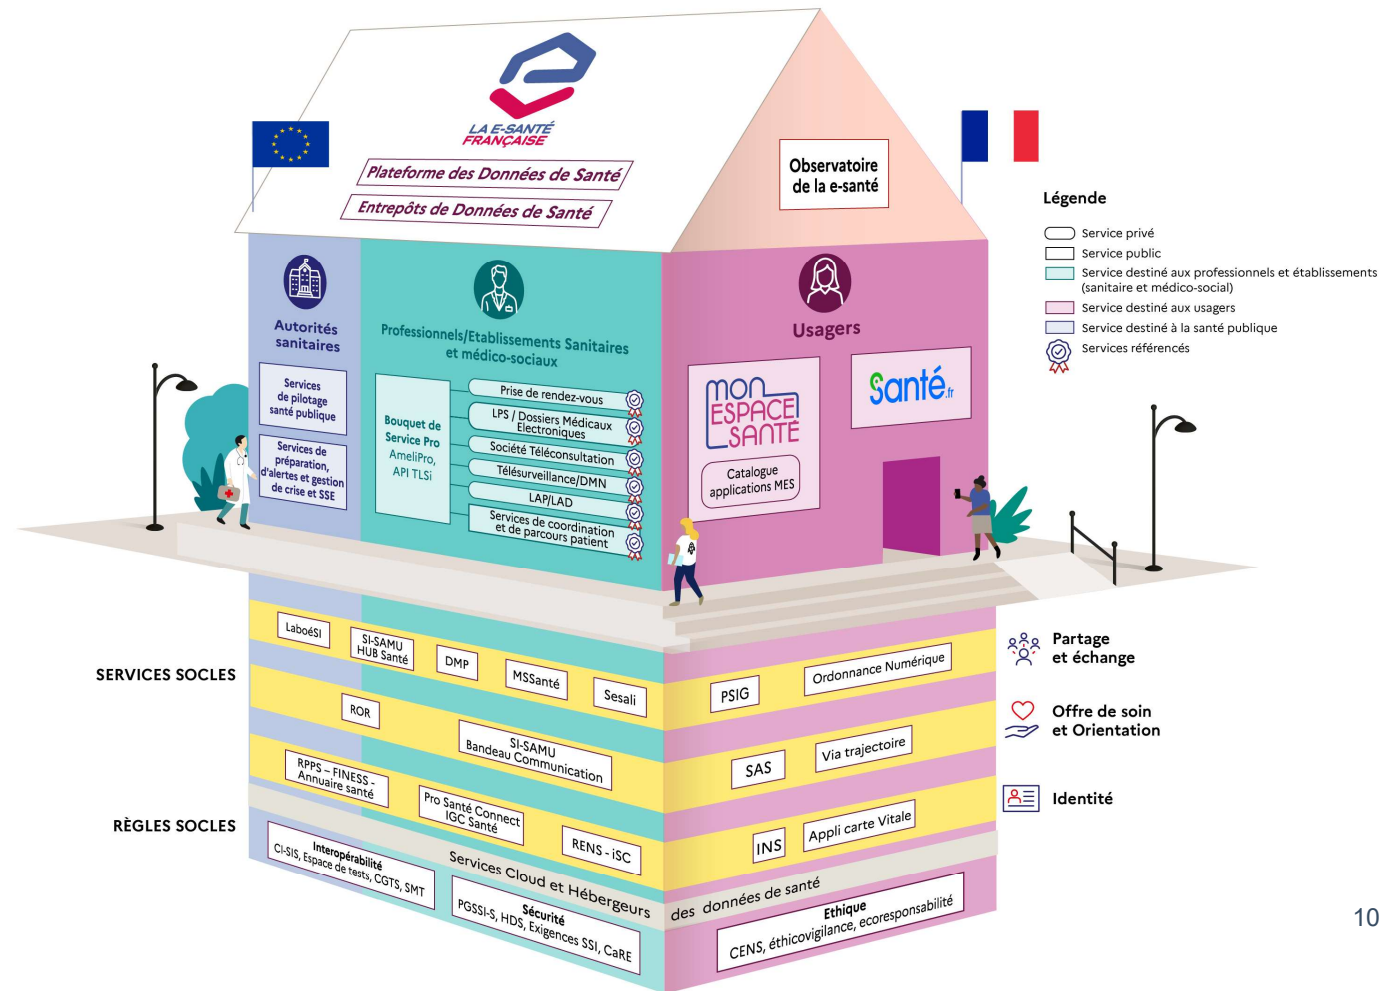 LA E-SANTÉ
FRANÇAISE
Plateforme des Données de Santé
Entrepôts de Données de Santé
Observatoire
de la e-santé
Légende
Service privé
Service public
Service destiné aux professionnels et établissements
(sanitaire et médico-social)
Service destiné aux usagers
Service destiné à la santé publique
Services référencés
Autorités
sanitaires
Services
de pilotage
santé publique
Services de
préparation,
d'alertes et gestion
de crise et SSE
Professionnels/Etablissements Sanitaires
et médico-sociaux
Bouquet de
Service Pro
AmeliPro,
API TLSi
Prise de rendez-vous
LPS / Dossiers Médicaux
Electroniques
Société Téléconsultation
Télésurveillance/DMN
LAP/LAD
Services de coordination
et de parcours patient
Usagers
mon
ESPACE
SANTÉ
Catalogue
applications MES
Santé.fr
SERVICES SOCLES
LaboéSI
SI-SAMU
HUB Santé
DMP
MSSanté
Sesali
PSIG
Ordonnance Numérique
Partage
et échange
ROR
SI-SAMU
Bandeau Communication
SAS
Via trajectoire
Offre de soin
et Orientation
RPPS – FINESS -
Annuaire santé
Pro Santé Connect
IGC Santé
RENS - iSC
INS
Appli carte Vitale
Identité
RÈGLES SOCLES
Services Cloud et Hébergeurs des données de santé
Interopérabilité
CI-SIS, Espace de tests, CGTS, SMT
Sécurité
PGSSI-S, HDS, Exigences SSI, CaRE
Ethique
CENS, éthicovigilance, ecoresponsabilité
10